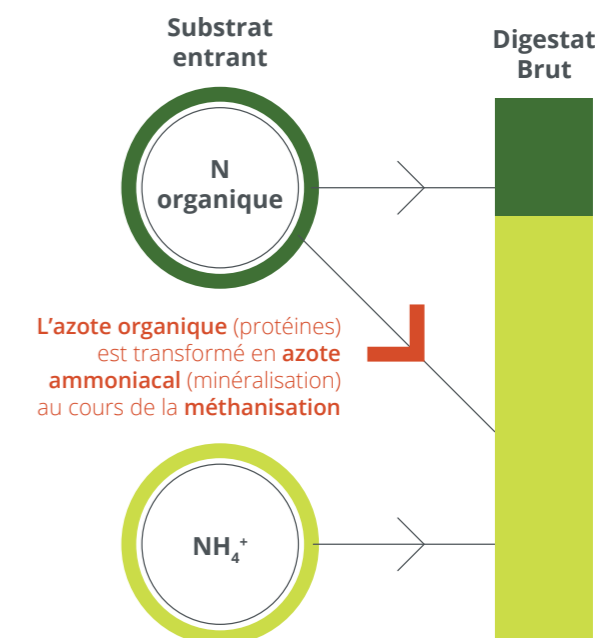 Substrat
entrant
Digestat
Brut
N
organique
L’azote organique (protéines)
est transformé en azote
ammoniacal (minéralisation)
au cours de la méthanisation
NH₄⁺